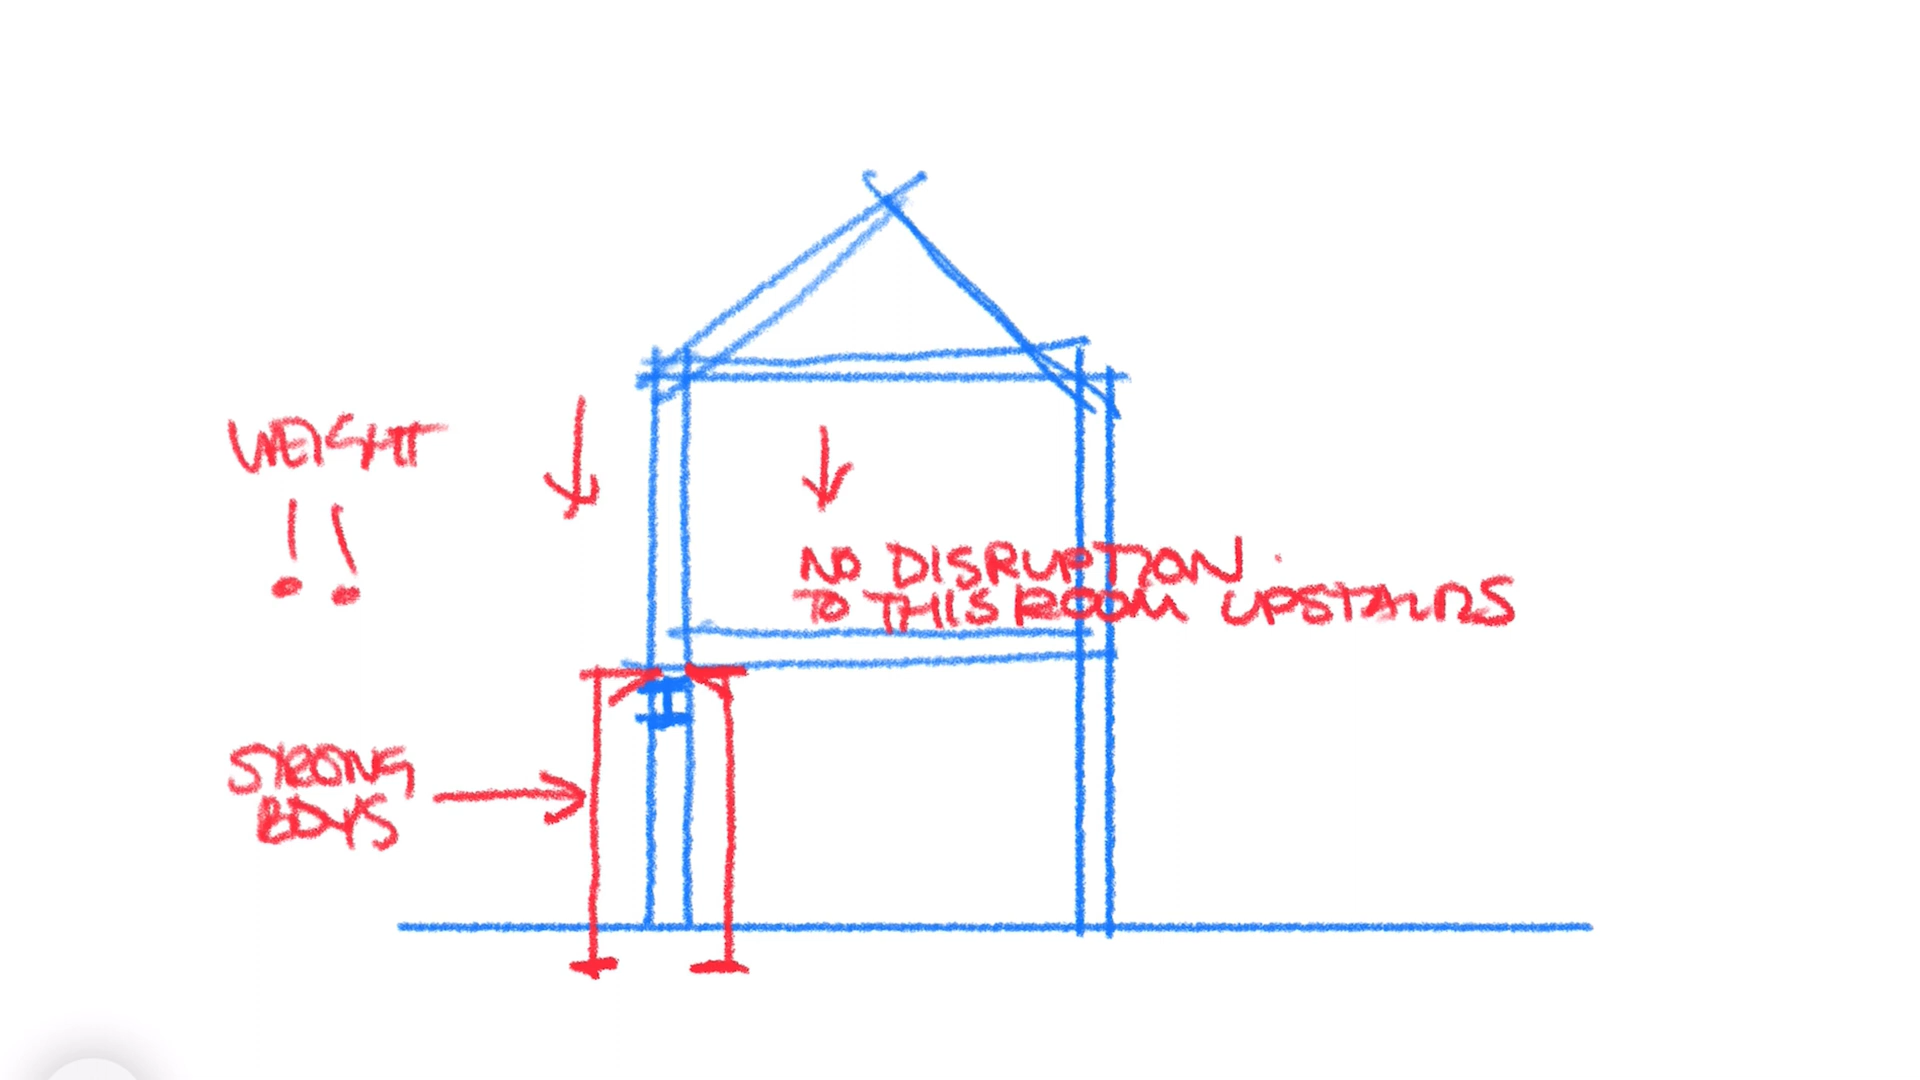 WEIGHT
!!
NO DISRUPTION
TO THIS ROOM UPSTAIRS
STRONG
BOYS